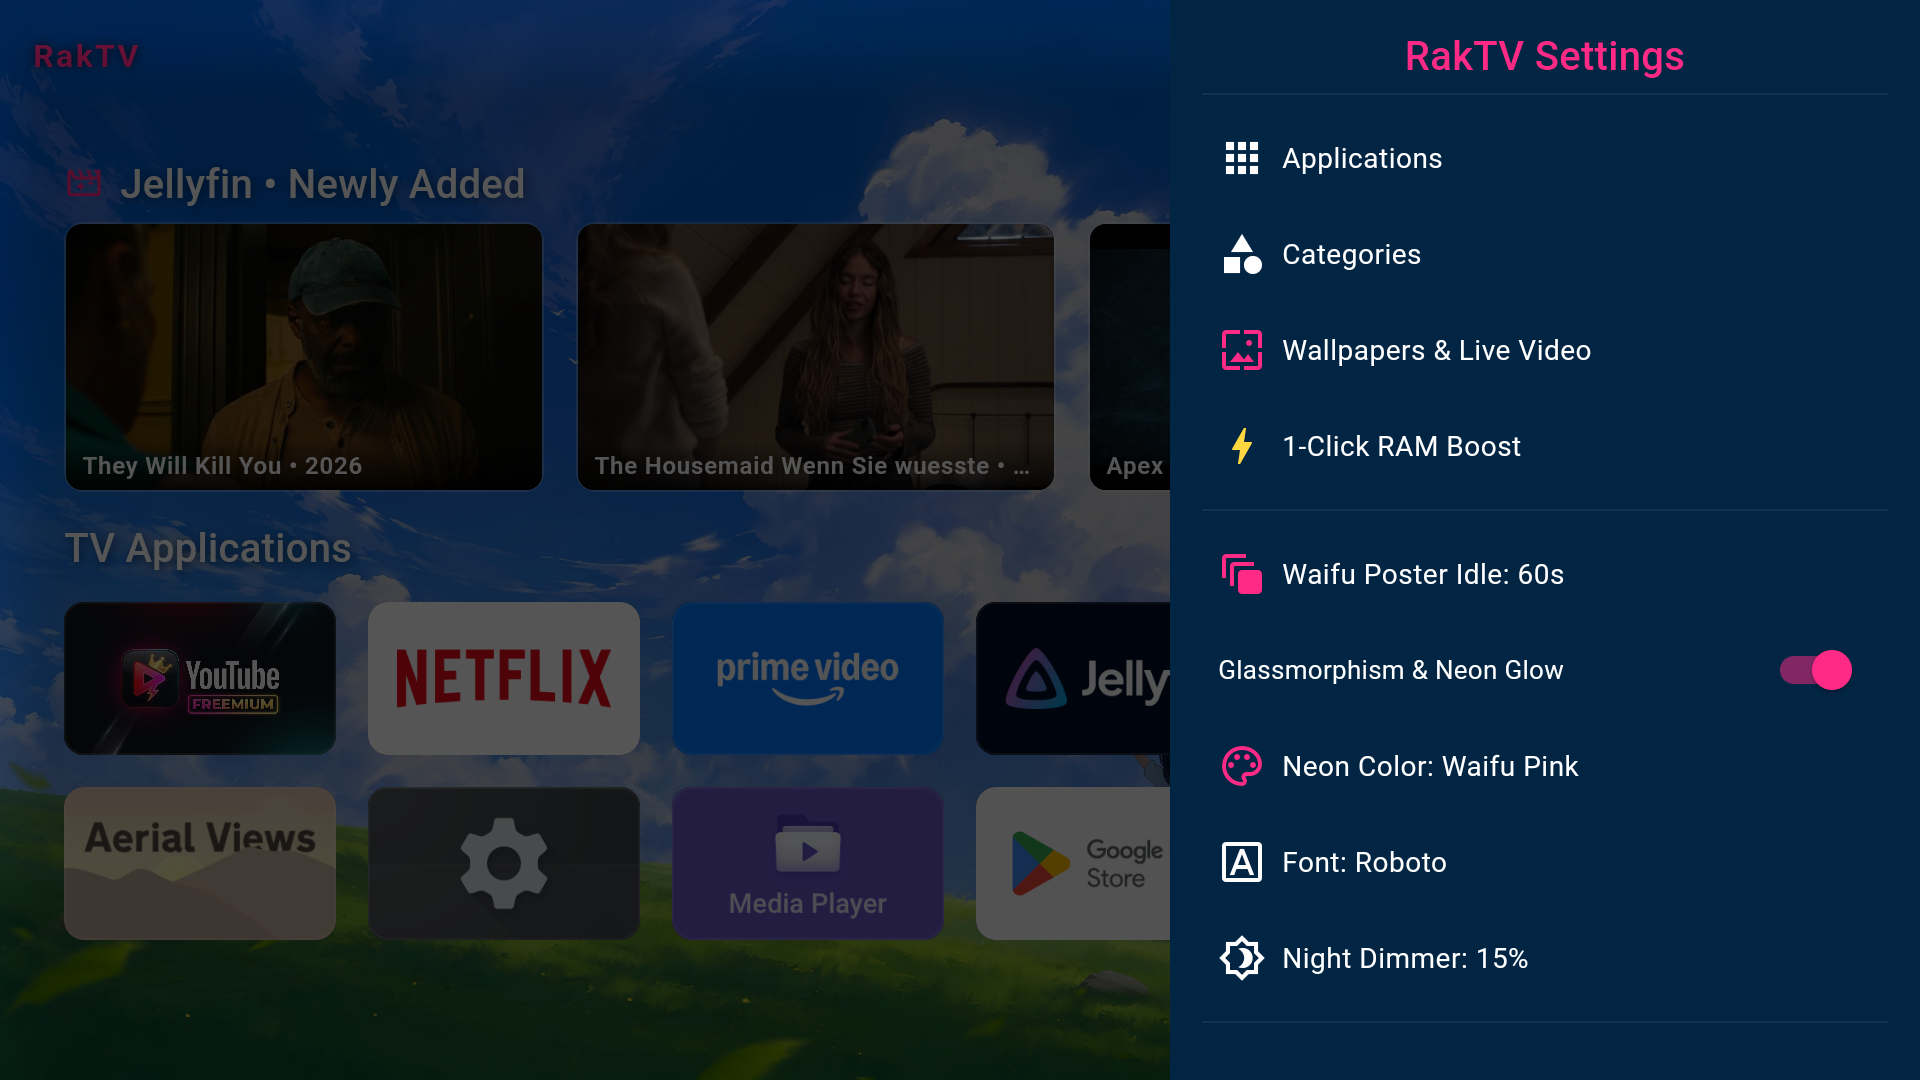 RakTV
Jellyfin • Newly Added
They Will Kill You • 2026
The Housemaid Wenn Sie wuesste • ...
Apex
TV Applications
YouTube
FREEMIUM
NETFLIX
prime video
Jelly
Aerial Views
Media Player
Google
Store
RakTV Settings
Applications
Categories
Wallpapers & Live Video
1-Click RAM Boost
Waifu Poster Idle: 60s
Glassmorphism & Neon Glow
Neon Color: Waifu Pink
A
Font: Roboto
Night Dimmer: 15%